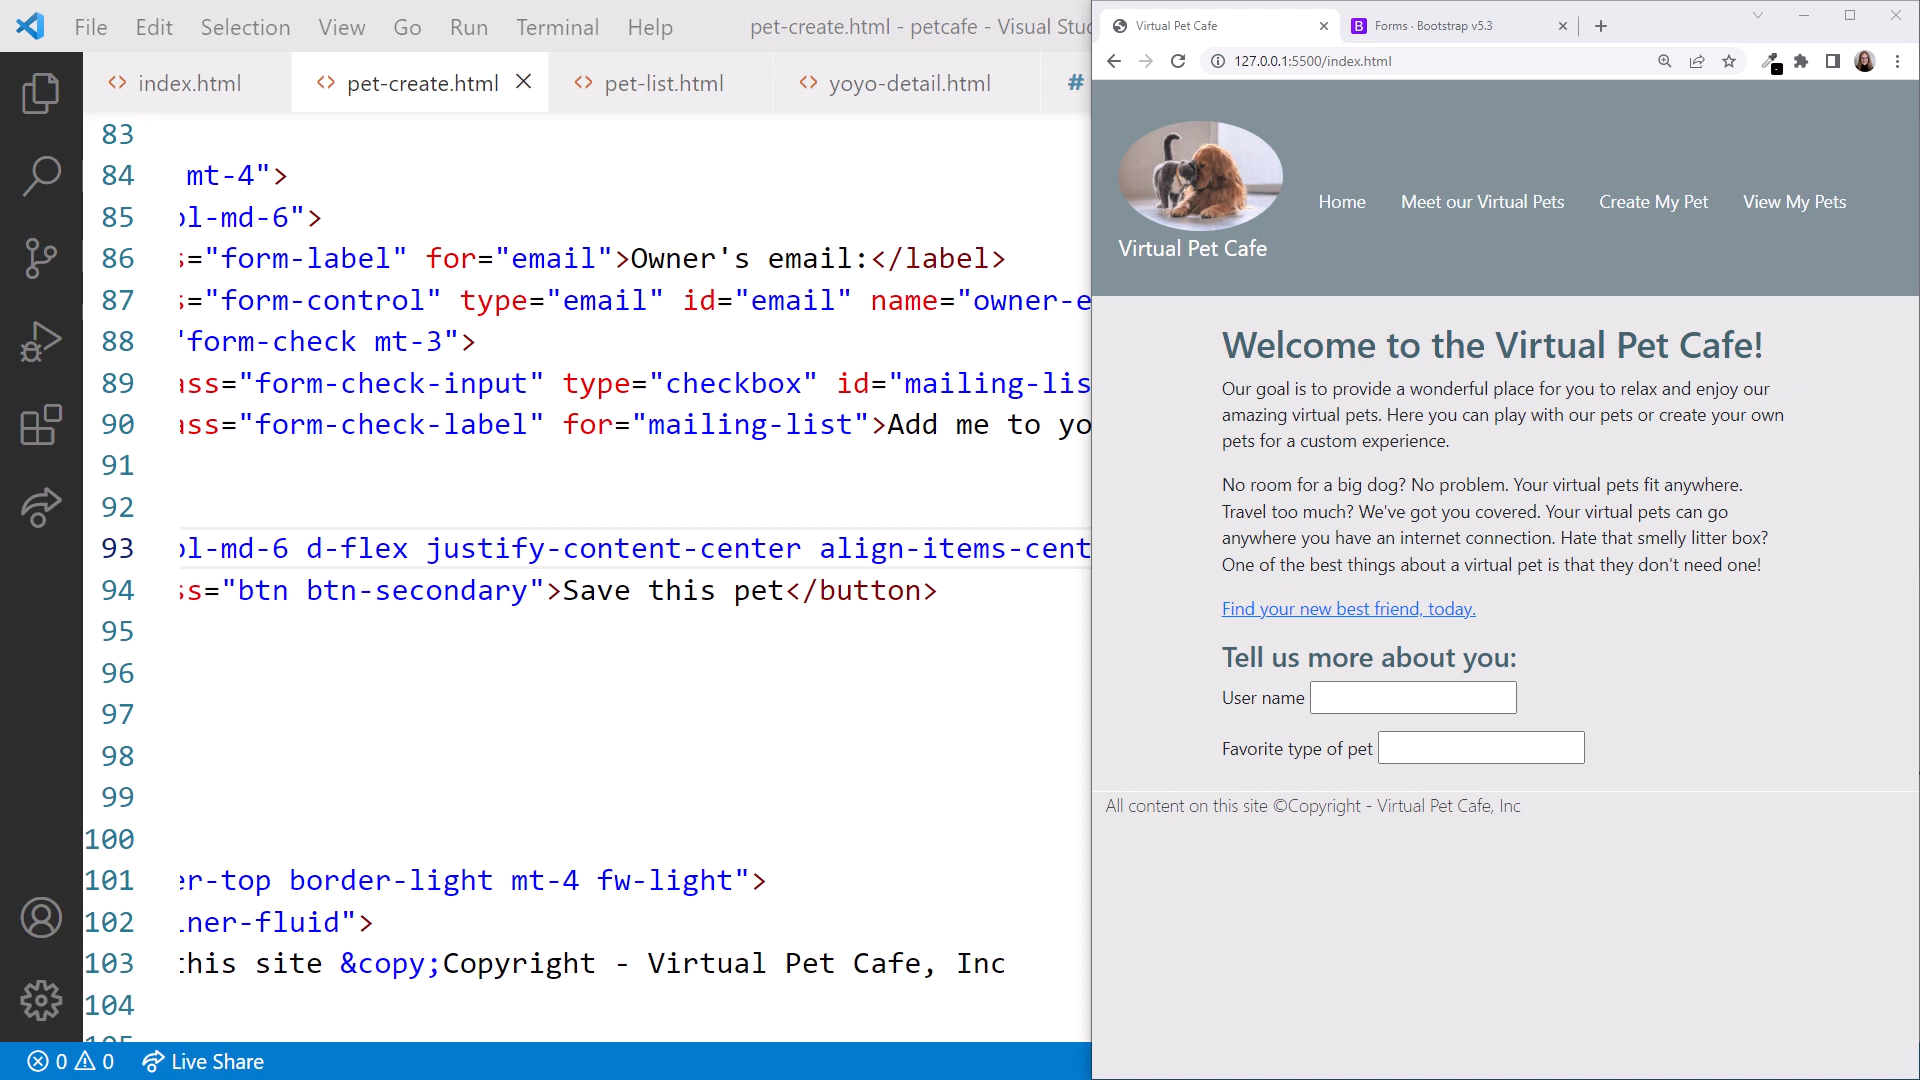 File Edit Selection View Go Run Terminal Help pet-create.html - petcafe - Visual Stu
index.html pet-create.html pet-list.html yoyo-detail.html #
83
84 mt-4">
85 ol-md-6">
86 s="form-label" for="email">Owner's email:</label>
87 s="form-control" type="email" id="email" name="owner-e
88 "form-check mt-3">
89 ass="form-check-input" type="checkbox" id="mailing-lis
90 ass="form-check-label" for="mailing-list">Add me to yo
91
92
93 ol-md-6 d-flex justify-content-center align-items-cent
94 ss="btn btn-secondary">Save this pet</button>
95
96
97
98
99
100
101 er-top border-light mt-4 fw-light">
102 iner-fluid">
103 this site &copy;Copyright - Virtual Pet Cafe, Inc
104
105
0 0 Live Share
Virtual Pet Cafe
B Forms · Bootstrap v5.3
127.0.0.1:5500/index.html
Virtual Pet Cafe
Home Meet our Virtual Pets Create My Pet View My Pets
Welcome to the Virtual Pet Cafe!
Our goal is to provide a wonderful place for you to relax and enjoy our
amazing virtual pets. Here you can play with our pets or create your own
pets for a custom experience.
No room for a big dog? No problem. Your virtual pets fit anywhere.
Travel too much? We've got you covered. Your virtual pets can go
anywhere you have an internet connection. Hate that smelly litter box?
One of the best things about a virtual pet is that they don't need one!
Find your new best friend, today.
Tell us more about you:
User name
Favorite type of pet
All content on this site ©Copyright - Virtual Pet Cafe, Inc